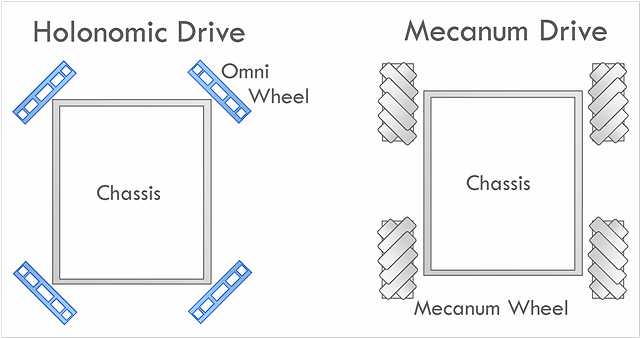 Holonomic Drive
Omni
Wheel
Chassis
Mecanum Drive
Chassis
Mecanum Wheel